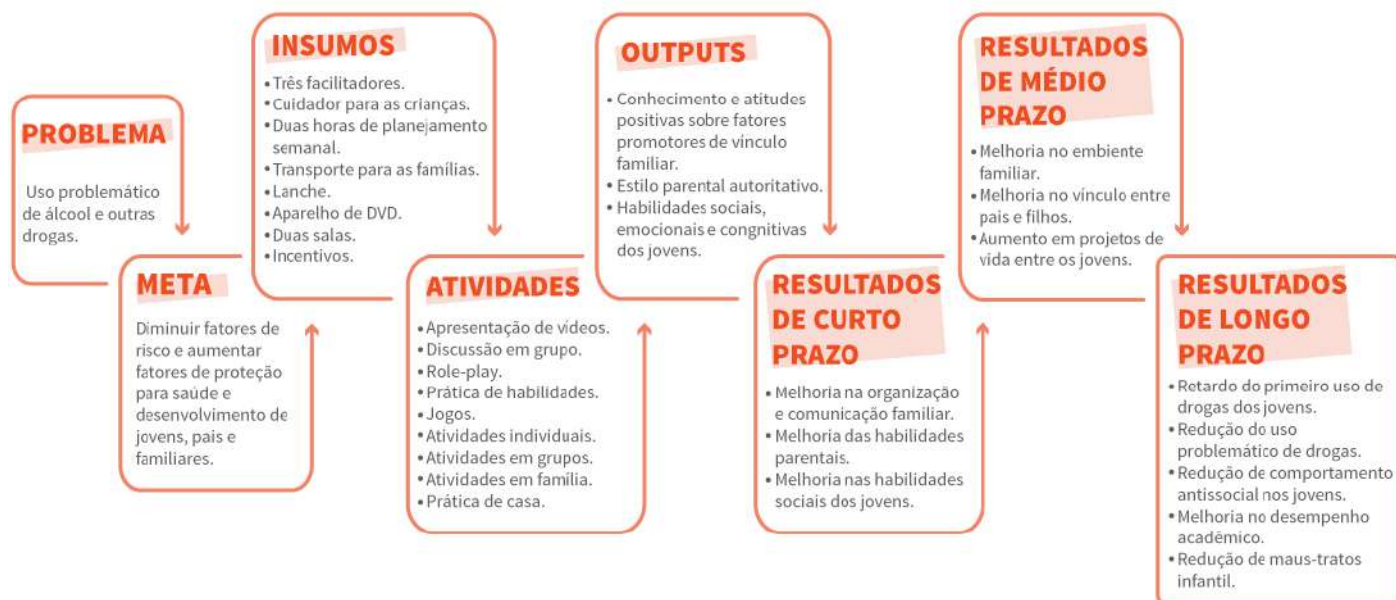 PROBLEMA
Uso problemático
de álcool e outras
drogas.
META
Diminuir fatores de
risco e aumentar
fatores de proteção
para saúde e
desenvolvimento de
jovens, pais e
familiares.
INSUMOS
• Três facilitadores.
• Cuidador para as crianças.
• Duas horas de planejamento
semanal.
• Transporte para as famílias.
• Lanche.
• Aparelho de DVD.
• Duas salas.
• Incentivos.
ATIVIDADES
• Apresentação de vídeos.
• Discussão em grupo.
• Role-play.
• Prática de habilidades.
• Jogos.
• Atividades individuais.
• Atividades em grupos.
• Atividades em família.
• Prática de casa.
OUTPUTS
• Conhecimento e atitudes
positivas sobre fatores
promotores de vínculo
familiar.
• Estilo parental autoritativo.
• Habilidades sociais,
emocionais e congnitivas
dos jovens.
RESULTADOS
DE CURTO
PRAZO
• Melhoria na organização
e comunicação familiar.
• Melhoria das habilidades
parentais.
• Melhoria nas habilidades
sociais dos jovens.
RESULTADOS
DE MÉDIO
PRAZO
• Melhoria no embiente
familiar.
• Melhoria no vínculo entre
pais e filhos.
• Aumento em projetos de
vida entre os jovens.
RESULTADOS
DE LONGO
PRAZO
• Retardo do primeiro uso de
drogas dos jovens.
• Redução do uso
problemático de drogas.
• Redução de comportamento
antissocial nos jovens.
• Melhoria no desempenho
acadêmico.
• Redução de maus-tratos
infantil.